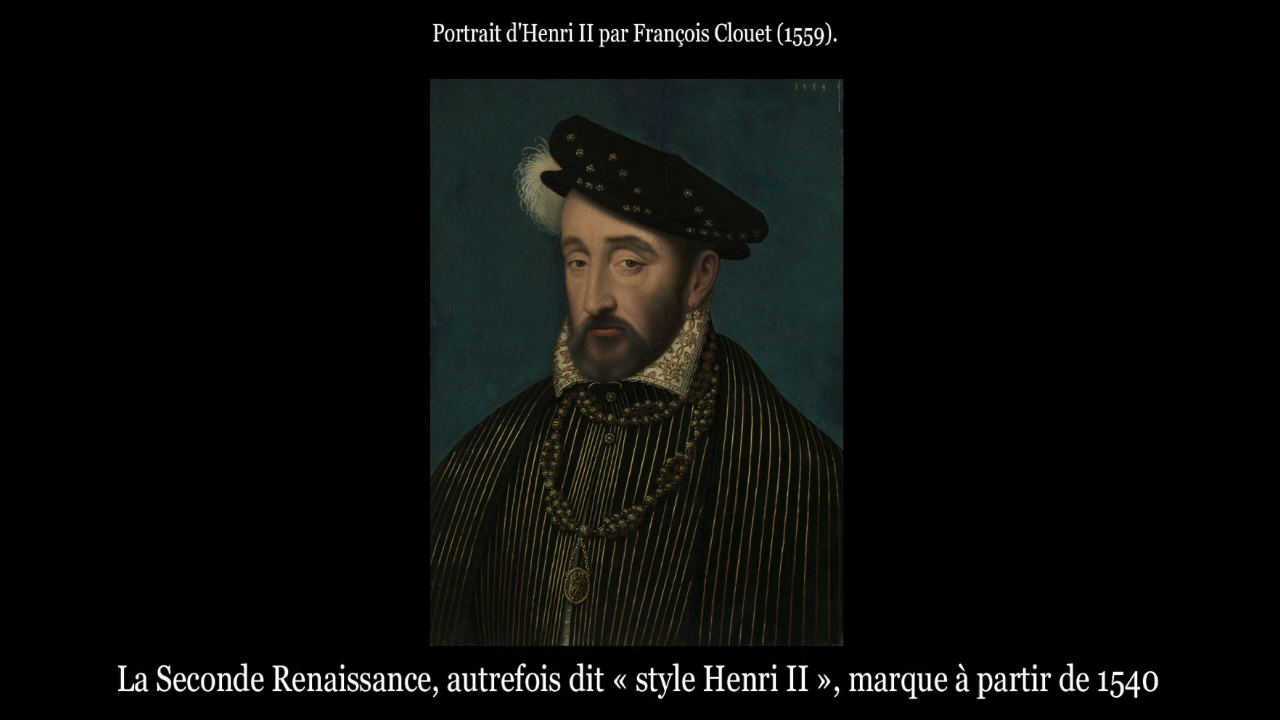 Portrait d'Henri II par François Clouet (1559).
1559
La Seconde Renaissance, autrefois dit « style Henri II », marque à partir de 1540